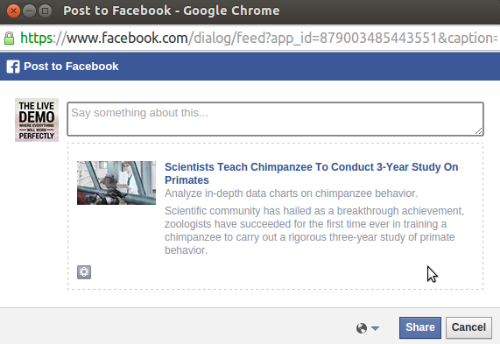 Post to Facebook - Google Chrome
https://www.facebook.com/dialog/feed?app_id=879003485443551&caption=
Post to Facebook
THE LIVE
DEMO
WHERE EVERYTHING
WILL WORK
PERFECTLY
Say something about this...
Scientists Teach Chimpanzee To Conduct 3-Year Study On
Primates
Analyze in-depth data charts on chimpanzee behavior.
Scientific community has hailed as a breakthrough achievement,
zoologists have succeeded for the first time ever in training a
chimpanzee to carry out a rigorous three-year study of primate
behavior.
Share
Cancel